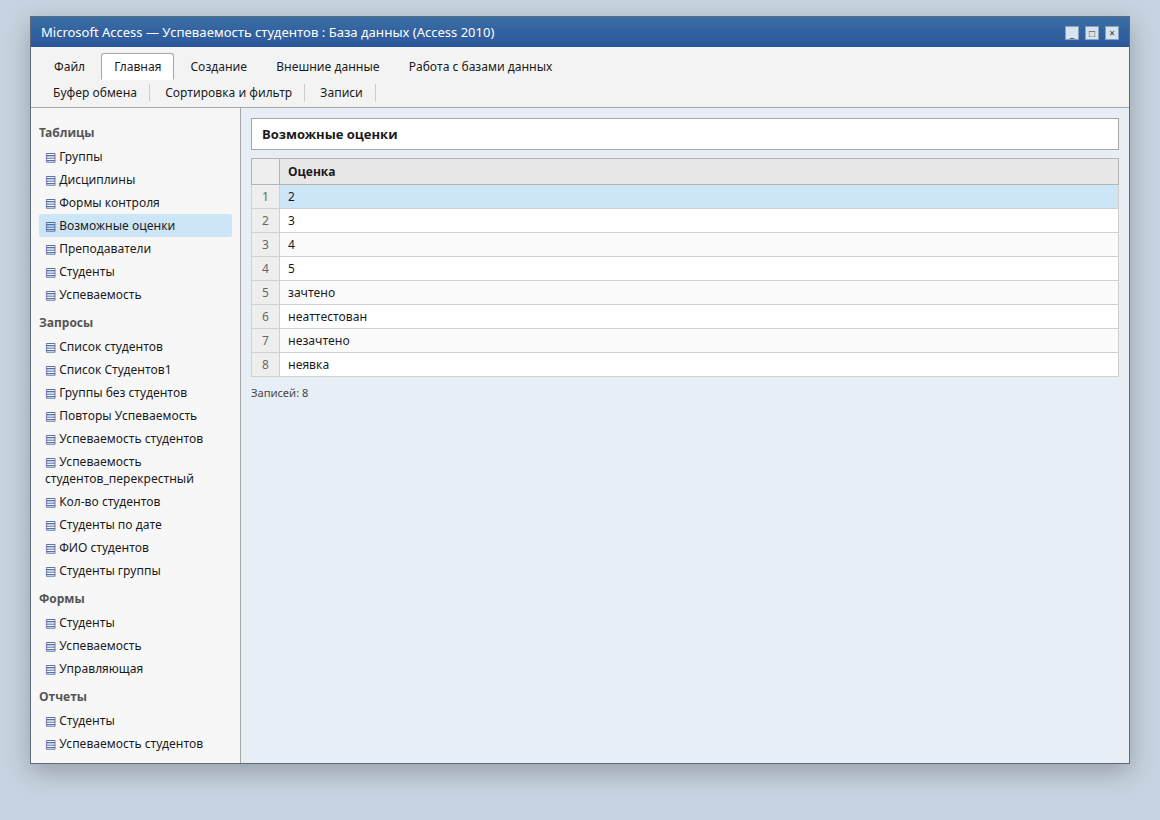 Microsoft Access — Успеваемость студентов : База данных (Access 2010)
Файл Главная Создание Внешние данные Работа с базами данных
Буфер обмена Сортировка и фильтр Записи
Таблицы
Группы
Дисциплины
Формы контроля
Возможные оценки
Преподаватели
Студенты
Успеваемость
Запросы
Список студентов
Список Студентов1
Группы без студентов
Повторы Успеваемость
Успеваемость студентов
Успеваемость
студентов_перекрестный
Кол-во студентов
Студенты по дате
ФИО студентов
Студенты группы
Формы
Студенты
Успеваемость
Управляющая
Отчеты
Студенты
Успеваемость студентов
Возможные оценки
Оценка
1 2
2 3
3 4
4 5
5 зачтено
6 неаттестован
7 незачтено
8 неявка
Записей: 8